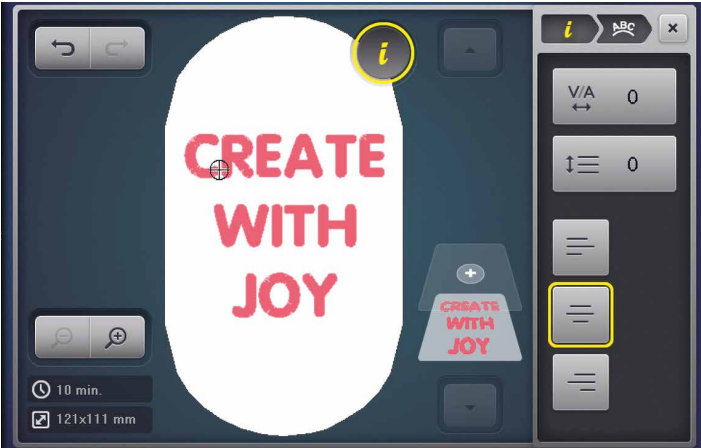 i
i
ABC
V/A
0
0
CREATE
WITH
JOY
CREATE
WITH
JOY
10 min.
121x111 mm